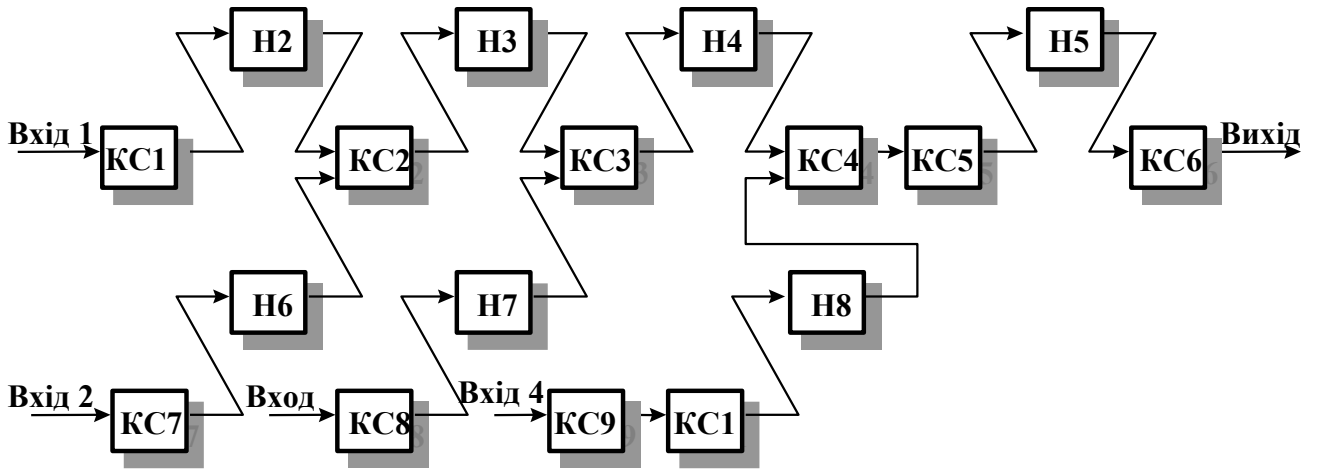 Н2
Н3
Н4
Н5
Вхід 1
КС1
КС2
КС3
КС4
КС5
КС6
Вихід
Н6
Н7
Н8
Вхід 2
КС7
Вход
КС8
Вхід 4
КС9
КС1